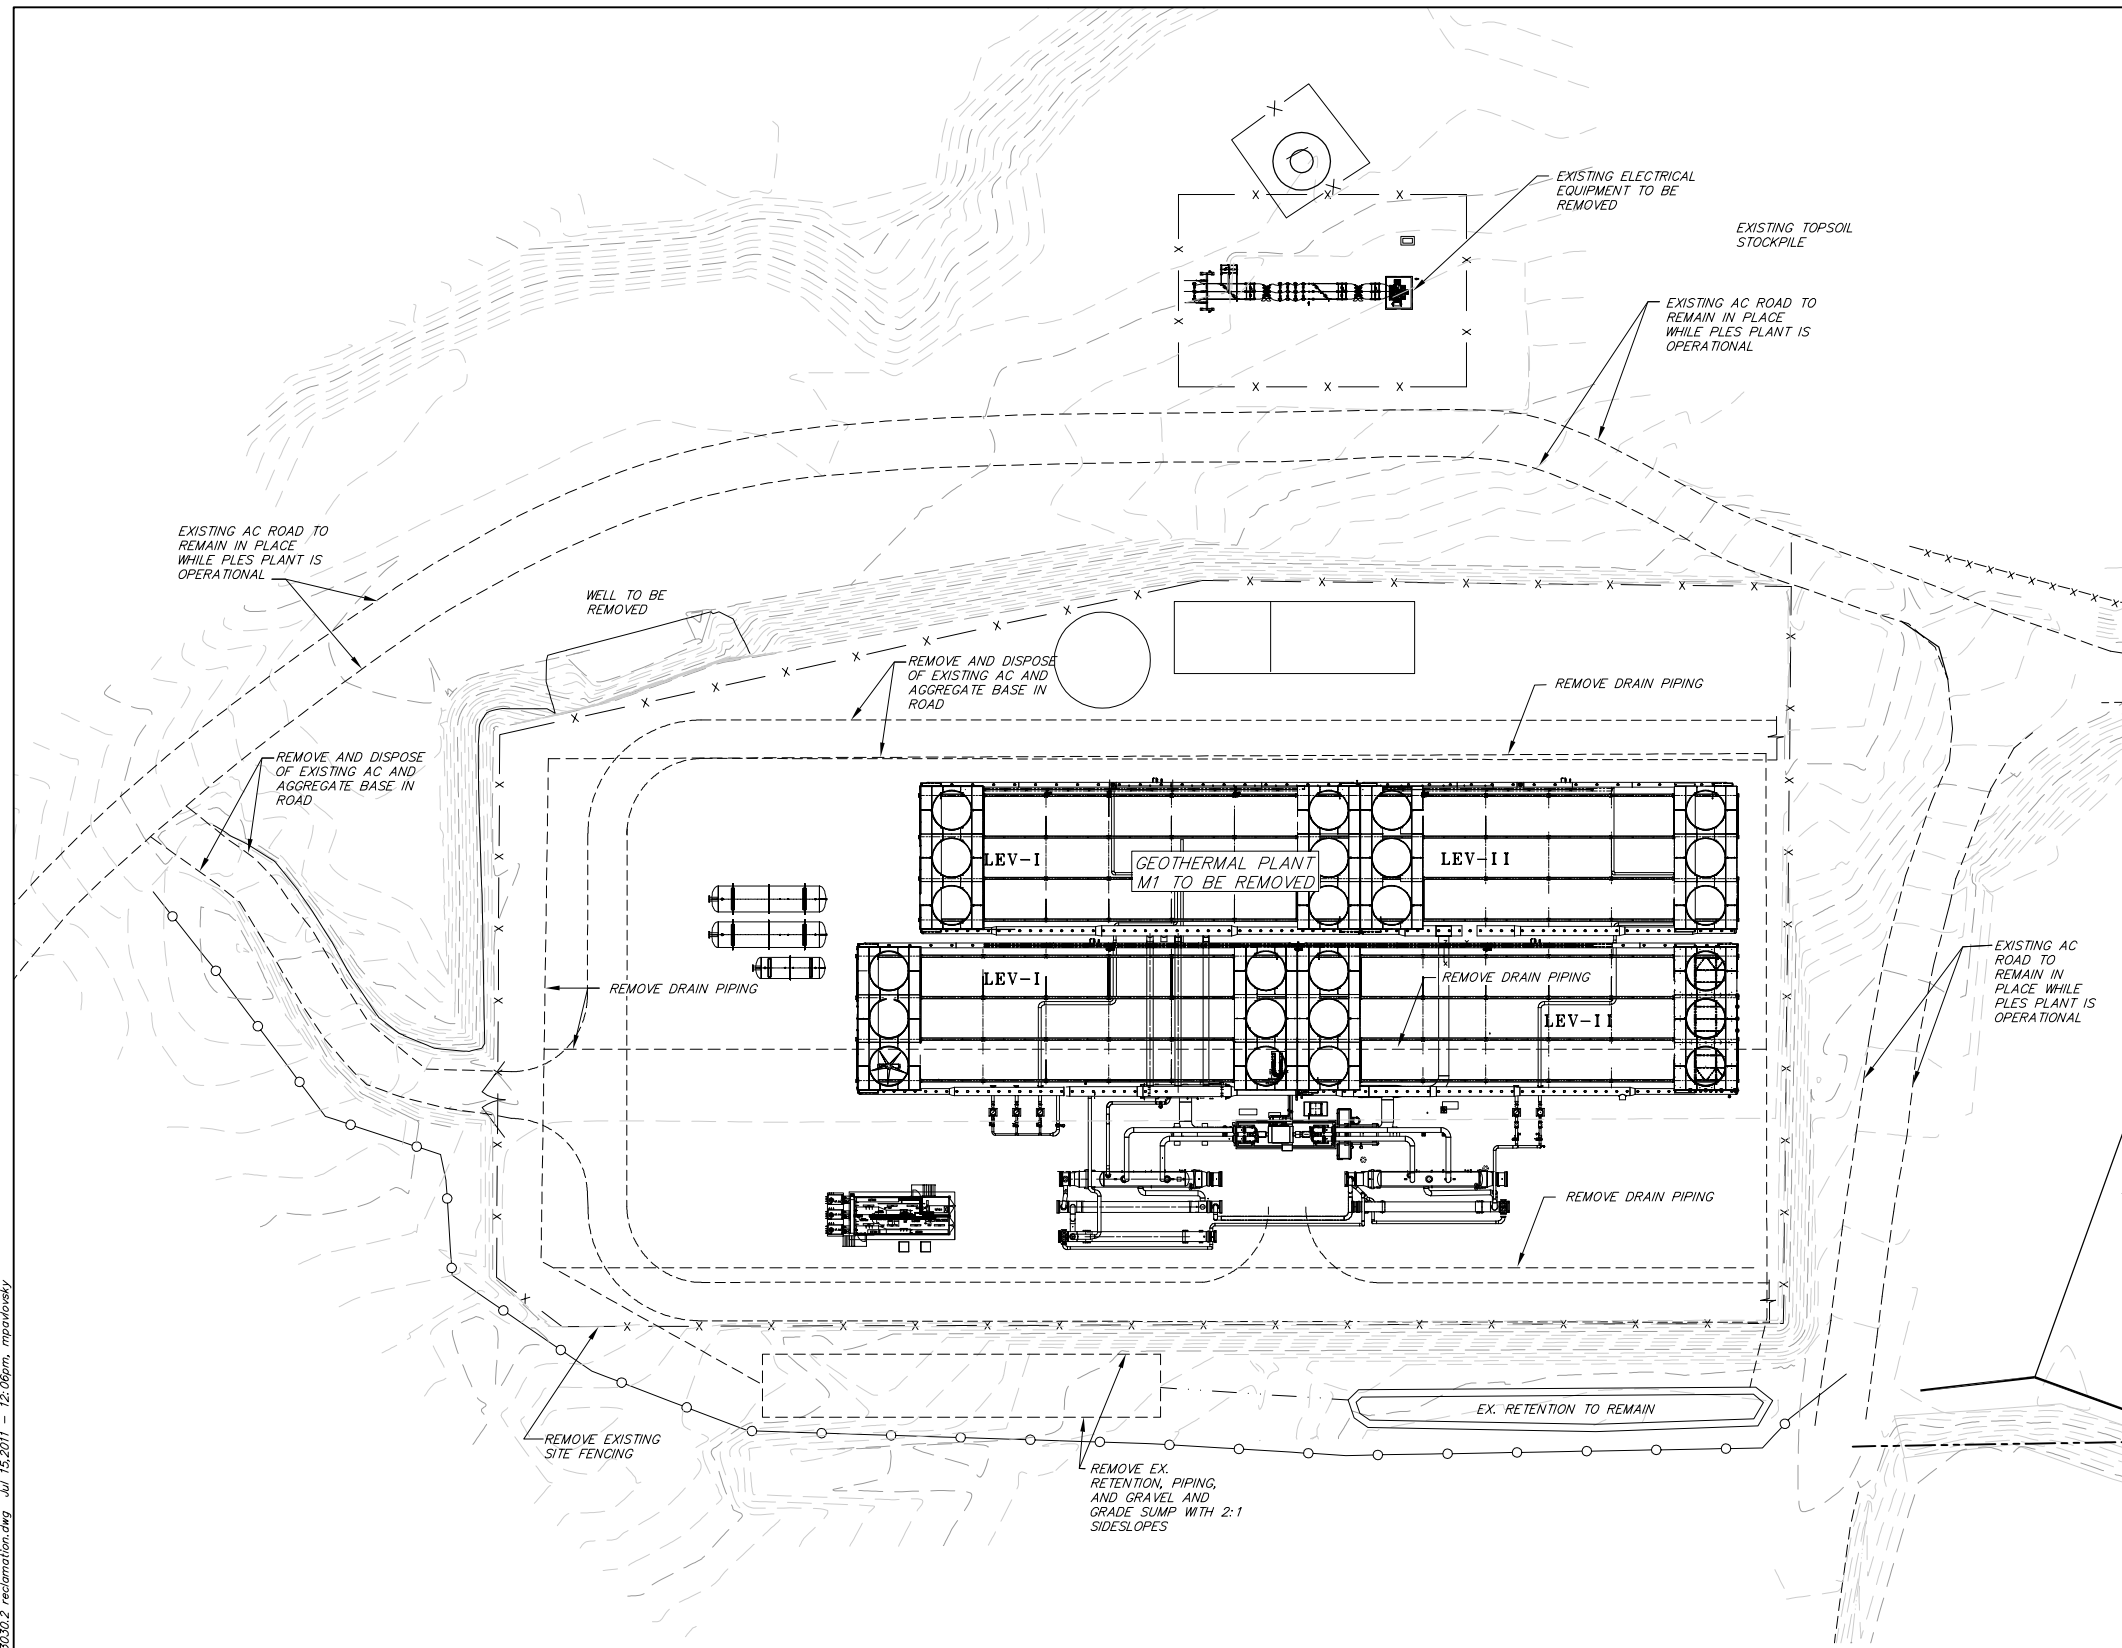 EXISTING ELECTRICAL
EQUIPMENT TO BE
REMOVED
EXISTING TOPSOIL
STOCKPILE
EXISTING AC ROAD TO
REMAIN IN PLACE
WHILE PLES PLANT IS
OPERATIONAL
EXISTING AC ROAD TO
REMAIN IN PLACE
WHILE PLES PLANT IS
OPERATIONAL
WELL TO BE
REMOVED
REMOVE AND DISPOSE
OF EXISTING AC AND
AGGREGATE BASE IN
ROAD
REMOVE DRAIN PIPING
REMOVE AND DISPOSE
OF EXISTING AC AND
AGGREGATE BASE IN
ROAD
LEV-I
GEOTHERMAL PLANT
M1 TO BE REMOVED
LEV-II
LEV-I
REMOVE DRAIN PIPING
REMOVE DRAIN PIPING
LEV-II
EXISTING AC
ROAD TO
REMAIN IN
PLACE WHILE
PLES PLANT IS
OPERATIONAL
REMOVE DRAIN PIPING
EX. RETENTION TO REMAIN
REMOVE EXISTING
SITE FENCING
REMOVE EX.
RETENTION, PIPING,
AND GRAVEL AND
GRADE SUMP WITH 2:1
SIDESLOPES
3030.2 reclamation.dwg Jul 15,2011 - 12:06pm, mpavlovsky